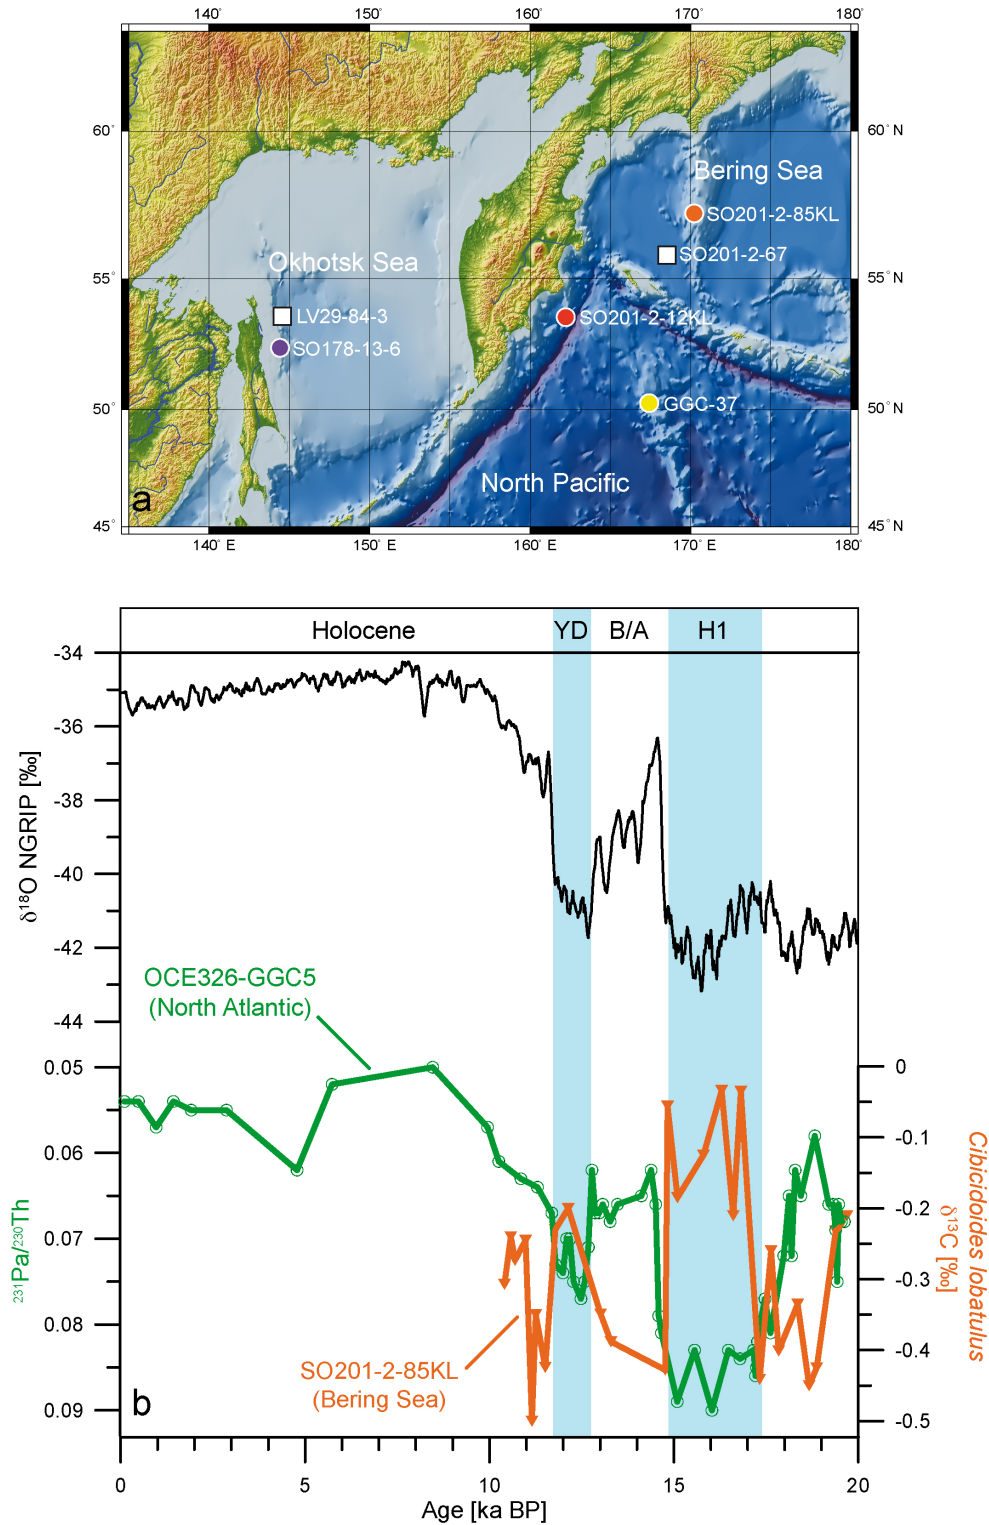 140° 150° 160° 170° 180°
60° 60° N
Bering Sea
SO201-2-85KL
SO201-2-67
Okhotsk Sea
55° 55° N
LV29-84-3
SO201-2-12KL
SO178-13-6
GGC-37
50° 50° N
North Pacific
a
45° 45° N
140° E 150° E 160° E 170° E 180°
Holocene YD B/A H1
-34
-36
-38
-40
-42
-44
δ18O NGRIP [‰]
OCE326-GGC5
(North Atlantic)
0.05 0
-0.1
0.06
-0.2
0.07
-0.3
0.08
-0.4
0.09
-0.5
231Pa/230Th
δ13C [‰]
Cibicidoides lobatulus
SO201-2-85KL
(Bering Sea)
b
0 5 10 15 20
Age [ka BP]